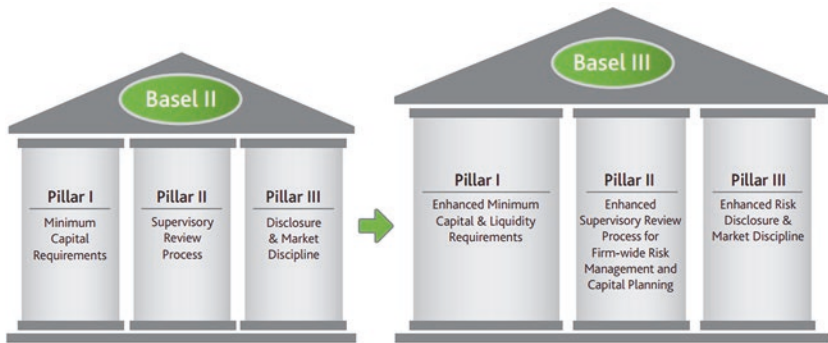 Basel II
Pillar I
Minimum
Capital
Requirements
Pillar II
Supervisory
Review
Process
Pillar III
Disclosure
& Market
Discipline
Basel III
Pillar I
Enhanced Minimum
Capital & Liquidity
Requirements
Pillar II
Enhanced
Supervisory Review
Process for
Firm-wide Risk
Management and
Capital Planning
Pillar III
Enhanced Risk
Disclosure &
Market Discipline